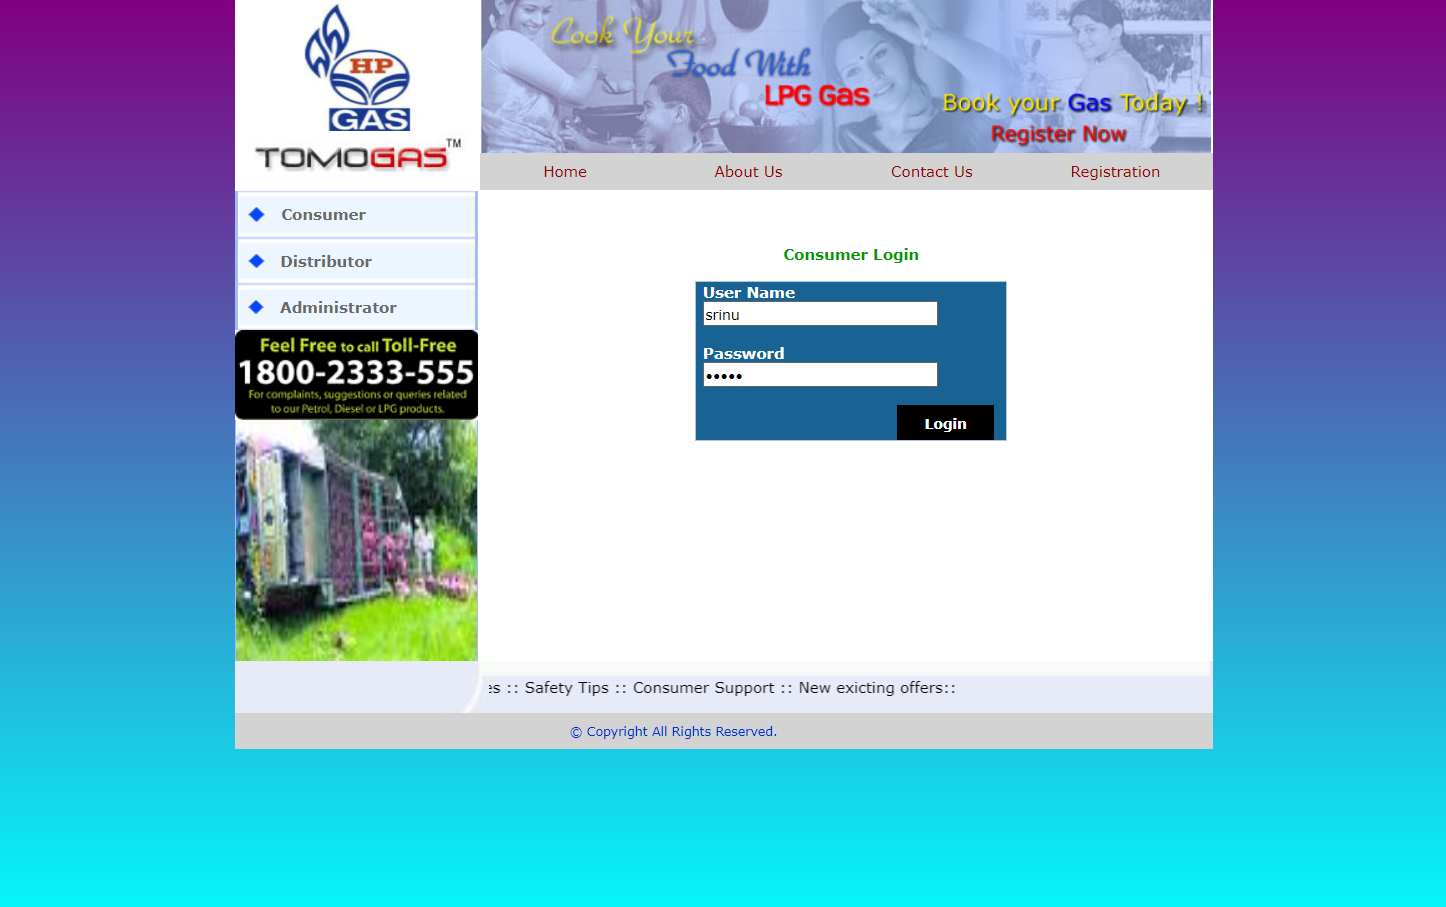 HP
GAS
TOMOGAS™
Cook Your
Food With
LPG Gas
Book your Gas Today !
Register Now
Home About Us Contact Us Registration
Consumer
Distributor
Administrator
Feel Free to call Toll-Free
1800-2333-555
For complaints, suggestions or queries related
to our Petrol, Diesel or LPG products.
Consumer Login
User Name
srinu
Password
•••••
Login
es :: Safety Tips :: Consumer Support :: New exicting offers::
© Copyright All Rights Reserved.